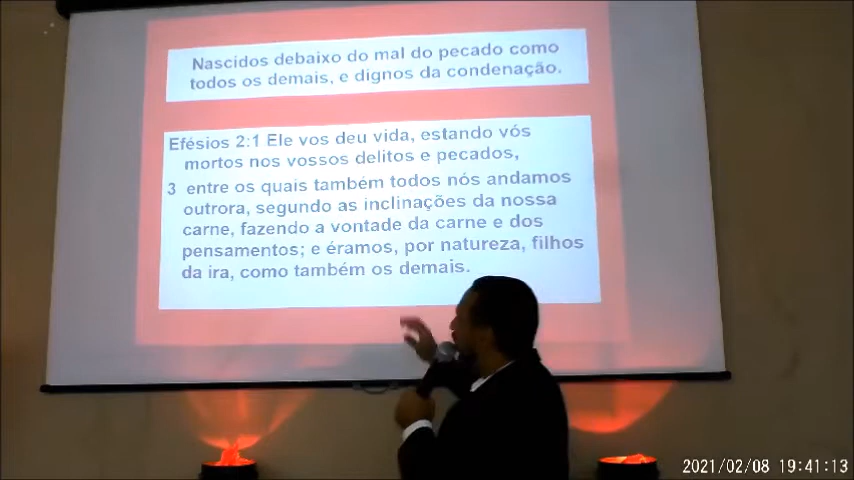 Nascidos debaixo do mal do pecado como
todos os demais, e dignos da condenação.
Efésios 2:1 Ele vos deu vida, estando vós
mortos nos vossos delitos e pecados,
3 entre os quais também todos nós andamos
outrora, segundo as inclinações da nossa
carne, fazendo a vontade da carne e dos
pensamentos; e éramos, por natureza, filhos
da ira, como também os demais.
2021/02/08 19:41:13